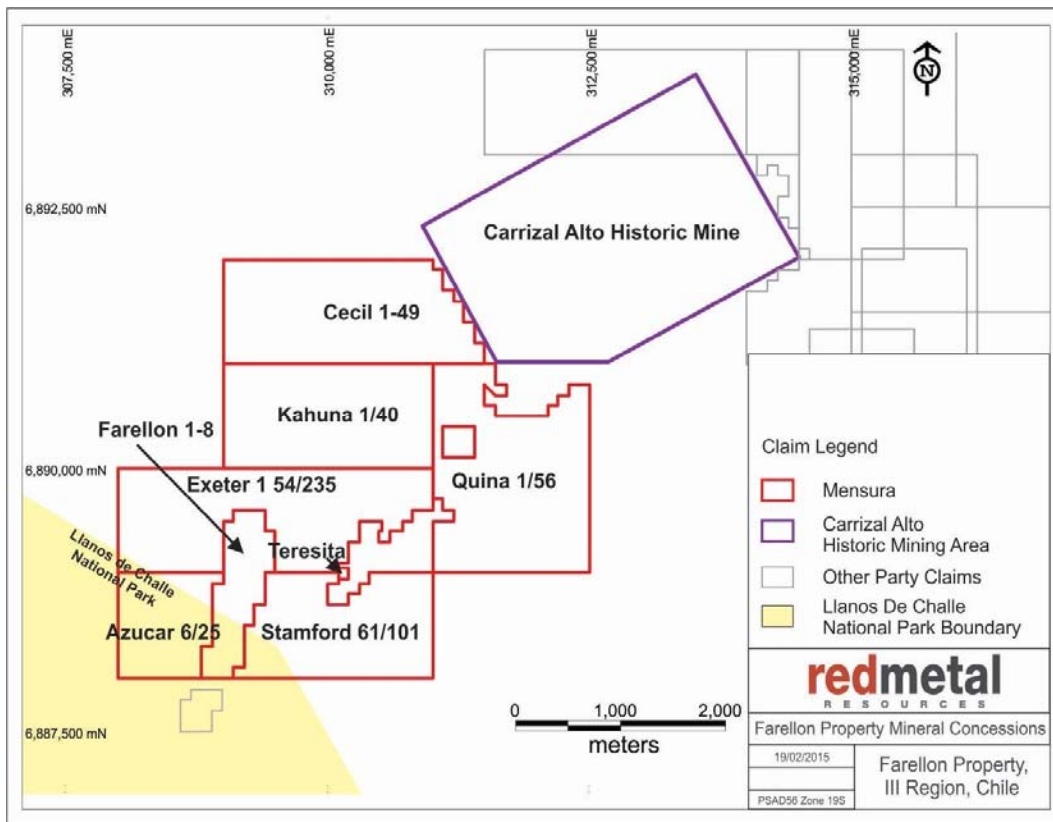 307,500 mE
310,000 mE
312,500 mE
315,000 mE
N
6,892,500 mN
Carrizal Alto Historic Mine
Cecil 1-49
Kahuna 1/40
Farellon 1-8
6,890,000 mN
Exeter 1 54/235
Quina 1/56
Teresita
Llanos de Challe
National Park
Azucar 6/25
Stamford 61/101
6,887,500 mN
0 1,000 2,000
meters
Claim Legend
Mensura
Carrizal Alto
Historic Mining Area
Other Party Claims
Llanos De Challe
National Park Boundary
redmetal
RESOURCES
Farellon Property Mineral Concessions
19/02/2015
PSAD56 Zone 19S
Farellon Property,
III Region, Chile